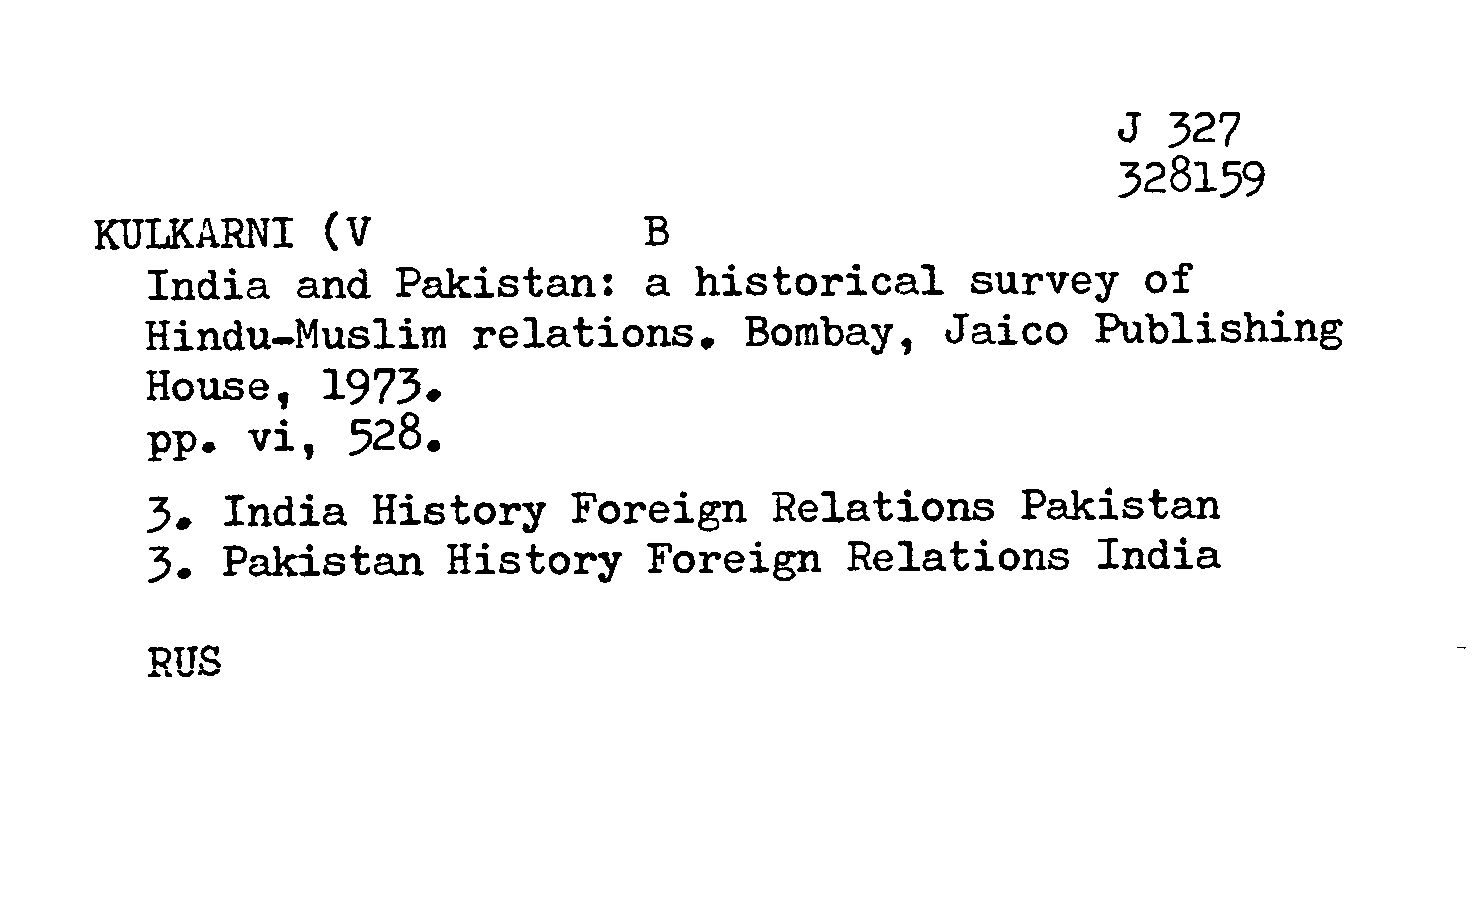 J 327
328159
KULKARNI (V B
India and Pakistan: a historical survey of
Hindu-Muslim relations. Bombay, Jaico Publishing
House, 1973.
pp. vi, 528.
3. India History Foreign Relations Pakistan
3. Pakistan History Foreign Relations India
RUS